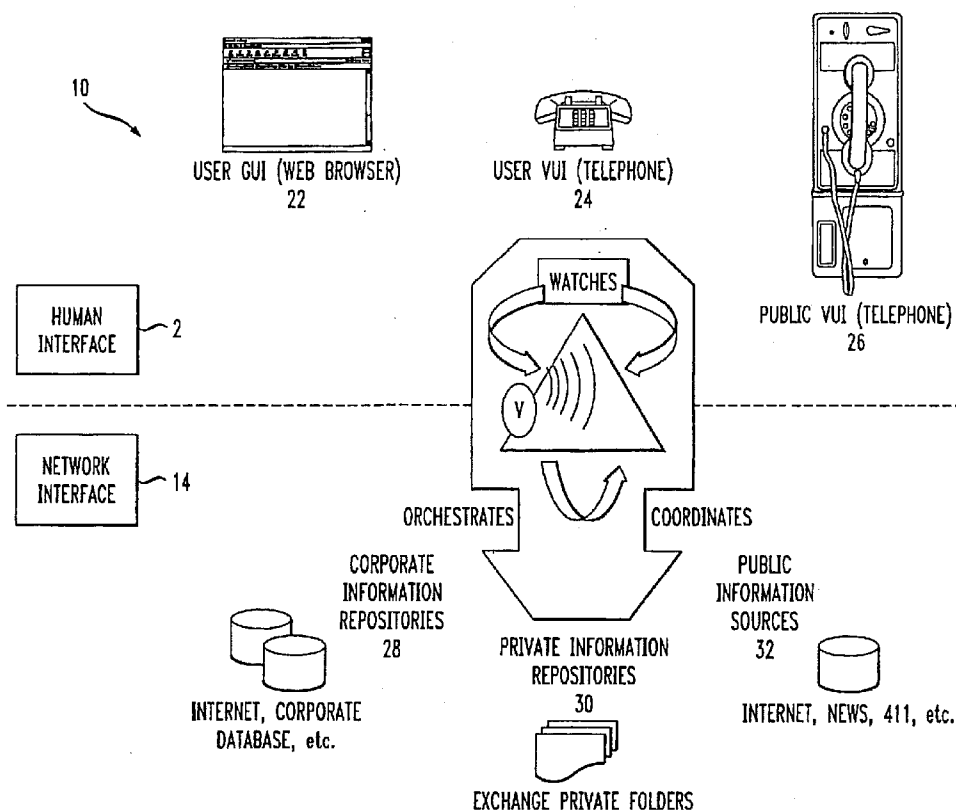 10
USER GUI (WEB BROWSER)
22
USER VUI (TELEPHONE)
24
PUBLIC VUI (TELEPHONE)
26
HUMAN
INTERFACE
2
WATCHES
V
NETWORK
INTERFACE
14
ORCHESTRATES
COORDINATES
CORPORATE
INFORMATION
REPOSITORIES
28
INTERNET, CORPORATE
DATABASE, etc.
PRIVATE INFORMATION
REPOSITORIES
30
EXCHANGE PRIVATE FOLDERS
PUBLIC
INFORMATION
SOURCES
32
INTERNET, NEWS, 411, etc.